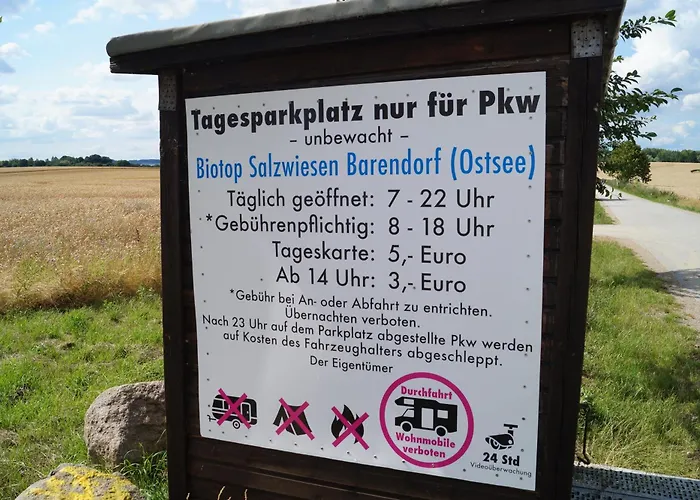 Tagesparkplatz nur für Pkw
– unbewacht –
Biotop Salzwiesen Barendorf (Ostsee)
Täglich geöffnet: 7 - 22 Uhr
*Gebührenpflichtig: 8 - 18 Uhr
Tageskarte: 5,- Euro
Ab 14 Uhr: 3,- Euro
*Gebühr bei An- oder Abfahrt zu entrichten.
Übernachten verboten.
Nach 23 Uhr auf dem Parkplatz abgestellte Pkw werden
auf Kosten des Fahrzeughalters abgeschleppt.
Der Eigentümer
Durchfahrt
Wohnmobile
verboten
24 Std
Videoüberwachung